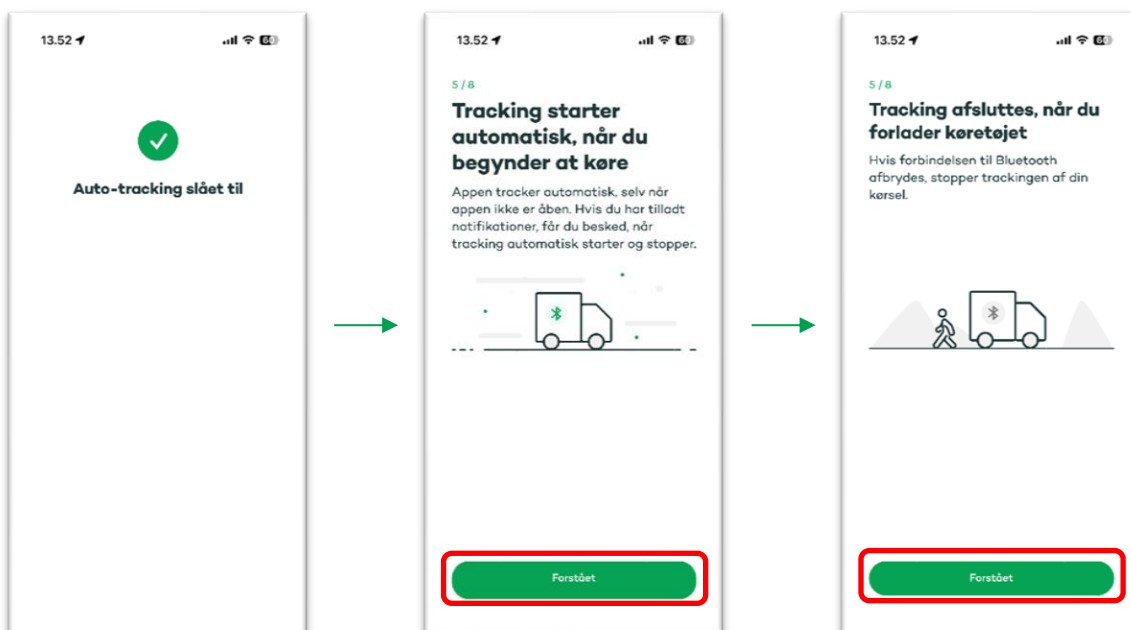 13.52
60
Auto-tracking slået til
13.52
60
5/8
Tracking starter
automatisk, når du
begynder at køre
Appen tracker automatisk, selv når
appen ikke er åben. Hvis du har tilladt
notifikationer, får du besked, når
tracking automatisk starter og stopper.
Forstået
13.52
60
5/8
Tracking afsluttes, når du
forlader køretøjet
Hvis forbindelsen til Bluetooth
afbrydes, stopper trackingen af din
kørsel.
Forstået